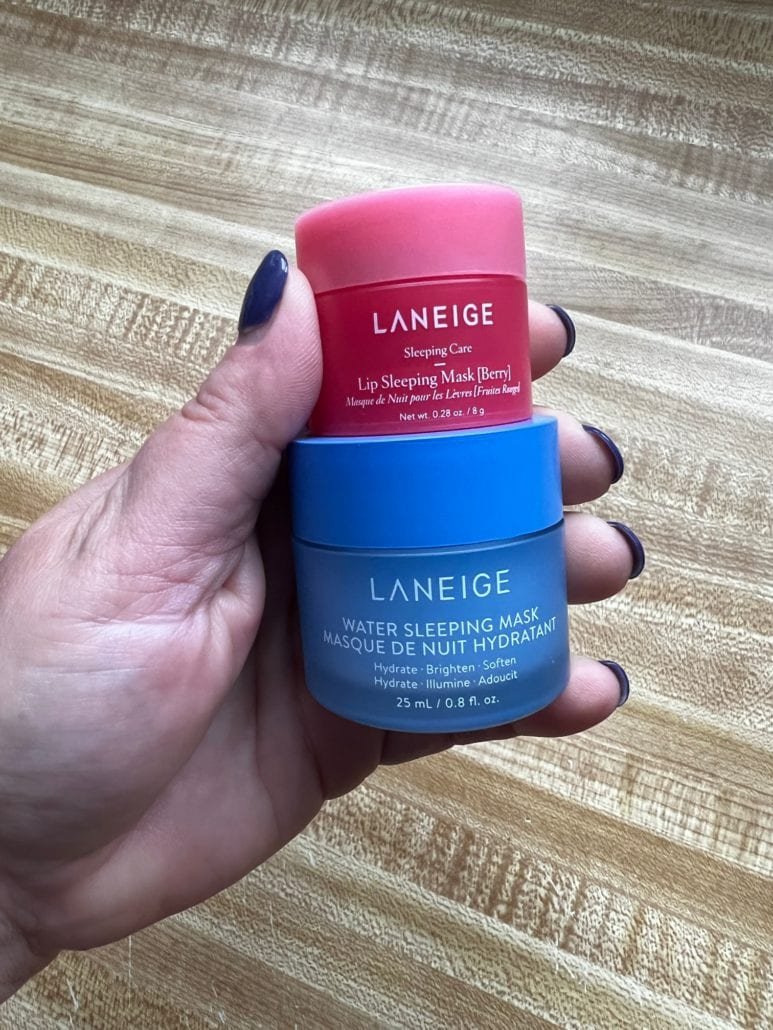 LANEIGE
Sleeping Care
Lip Sleeping Mask [Berry]
Masque de Nuit pour les Lèvres [Fruites Rouges]
Net wt. 0.28 oz. / 8 g
LANEIGE
WATER SLEEPING MASK
MASQUE DE NUIT HYDRATANT
Hydrate · Brighten · Soften
Hydrate · Illumine · Adoucit
25 mL / 0.8 fl. oz.